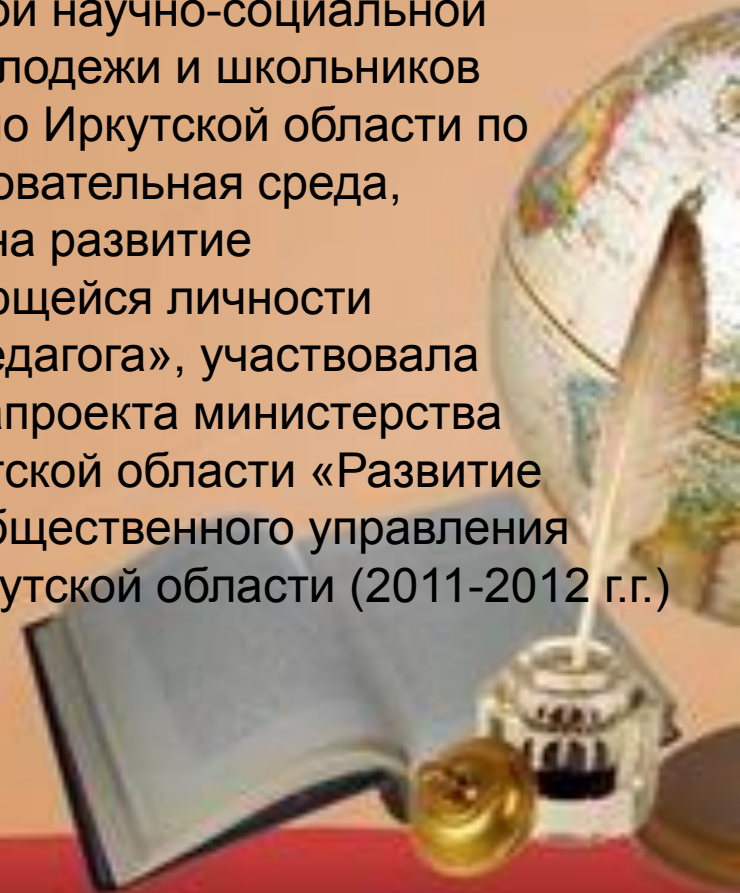 ой научно-социальной
лодежи и школьников
о Иркутской области по
овательная среда,
на развитие
ющейся личности
едагога», участвовала
апроекта министерства
тской области «Развитие
бщественного управления
утской области (2011-2012 г.г.)